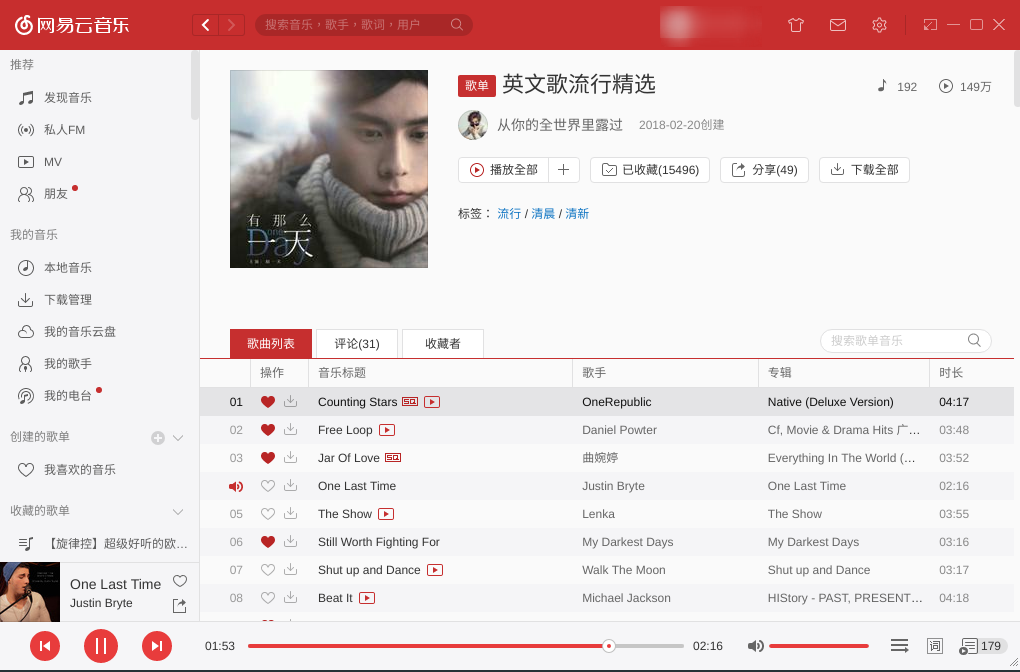 网易云音乐
搜索音乐，歌手，歌词，用户
推荐
发现音乐
私人FM
MV
朋友
我的音乐
本地音乐
下载管理
我的音乐云盘
我的歌手
我的电台
创建的歌单
我喜欢的音乐
收藏的歌单
【旋律控】超级好听的欧…
One Last Time
Justin Bryte
有那么
一天
one
Day
歌单 英文歌流行精选
192 149万
从你的全世界里露过 2018-02-20创建
播放全部
已收藏(15496)
分享(49)
下载全部
标签： 流行 / 清晨 / 清新
歌曲列表 评论(31) 收藏者
搜索歌单音乐
操作 音乐标题 歌手 专辑 时长
01 Counting Stars SQ OneRepublic Native (Deluxe Version) 04:17
02 Free Loop Daniel Powter Cf, Movie & Drama Hits 广… 03:48
03 Jar Of Love SQ 曲婉婷 Everything In The World (… 03:52
One Last Time Justin Bryte One Last Time 02:16
05 The Show Lenka The Show 03:55
06 Still Worth Fighting For My Darkest Days My Darkest Days 03:16
07 Shut up and Dance Walk The Moon Shut up and Dance 03:17
08 Beat It Michael Jackson HIStory - PAST, PRESENT… 04:18
01:53 02:16 词 179